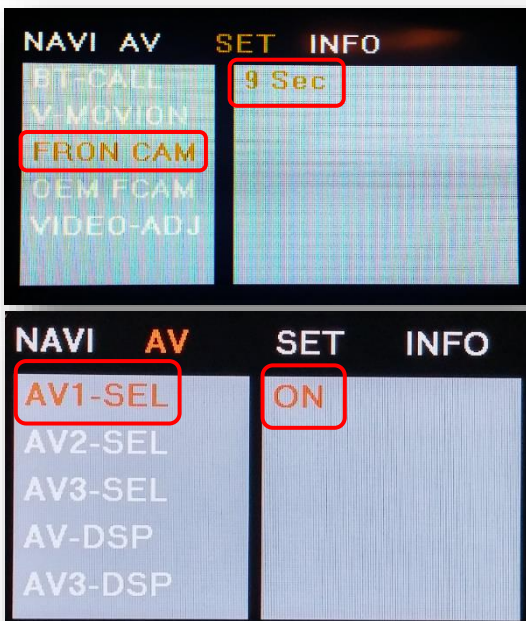 NAVI AV SET INFO
BT-CALL 9 Sec
V-MOVION
FRON CAM
OEM FCAM
VIDEO-ADJ
NAVI AV SET INFO
AV1-SEL ON
AV2-SEL
AV3-SEL
AV-DSP
AV3-DSP